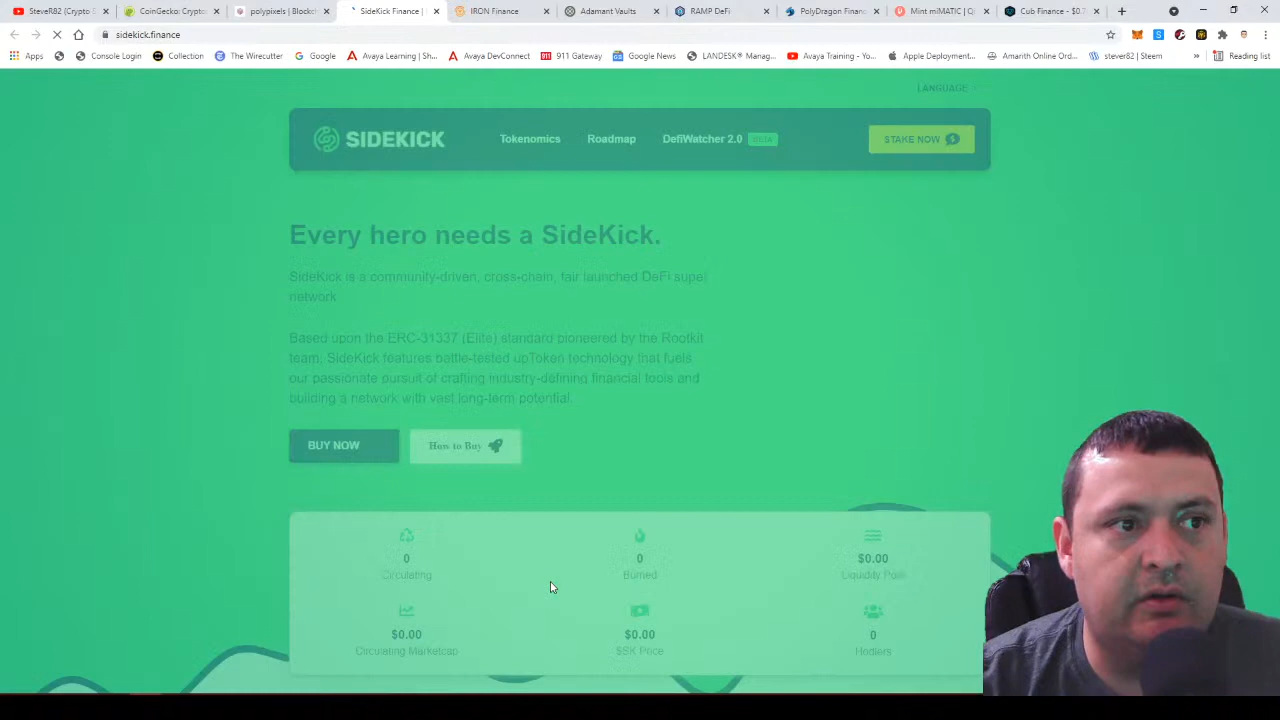 SteveR82 (Crypto &
CoinGecko: Crypto
polypixels | Blockch
SideKick Finance |
IRON Finance
Adamant Vaults
RAMP DeFi
PolyDragon Financ
Mint miMATIC | Qi
Cub Finance - $0.7
sidekick.finance
Apps
Console Login
Collection
The Wirecutter
Google
Avaya Learning | Sh...
Avaya DevConnect
911 Gateway
Google News
LANDESK® Manag...
Avaya Training - Yo...
Apple Deployment...
Amarith Online Ord...
stever82 | Steem
»
Reading list
LANGUAGE
SIDEKICK
Tokenomics
Roadmap
DefiWatcher 2.0
BETA
STAKE NOW
Every hero needs a SideKick.
SideKick is a community-driven, cross-chain, fair launched DeFi super
network
Based upon the ERC-31337 (Elite) standard pioneered by the Rootkit
team, SideKick features battle-tested upToken technology that fuels
our passionate pursuit of crafting industry-defining financial tools and
building a network with vast long-term potential.
BUY NOW
How to Buy
0
Circulating
0
Burned
$0.00
Liquidity Pools
$0.00
Circulating Marketcap
$0.00
$SK Price
0
Hodlers